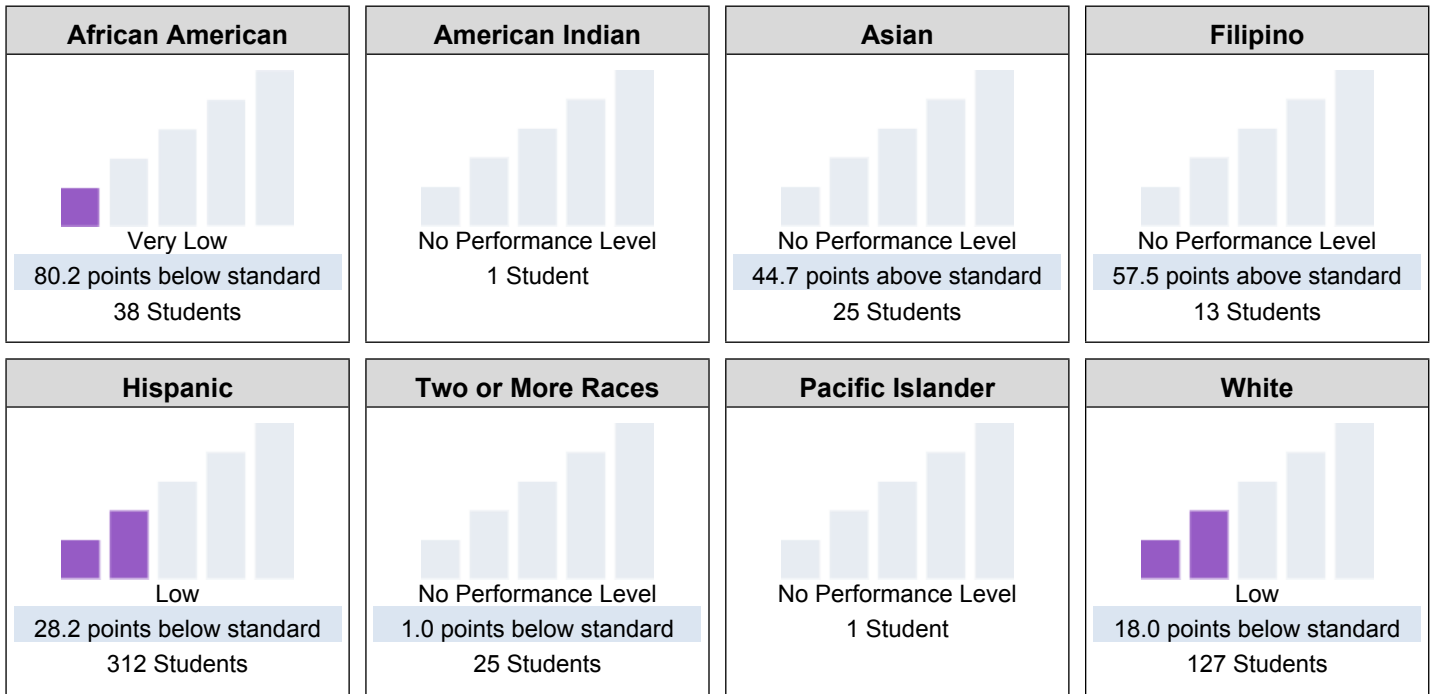 African American
Very Low
80.2 points below standard
38 Students
American Indian
No Performance Level
1 Student
Asian
No Performance Level
44.7 points above standard
25 Students
Filipino
No Performance Level
57.5 points above standard
13 Students
Hispanic
Low
28.2 points below standard
312 Students
Two or More Races
No Performance Level
1.0 points below standard
25 Students
Pacific Islander
No Performance Level
1 Student
White
Low
18.0 points below standard
127 Students